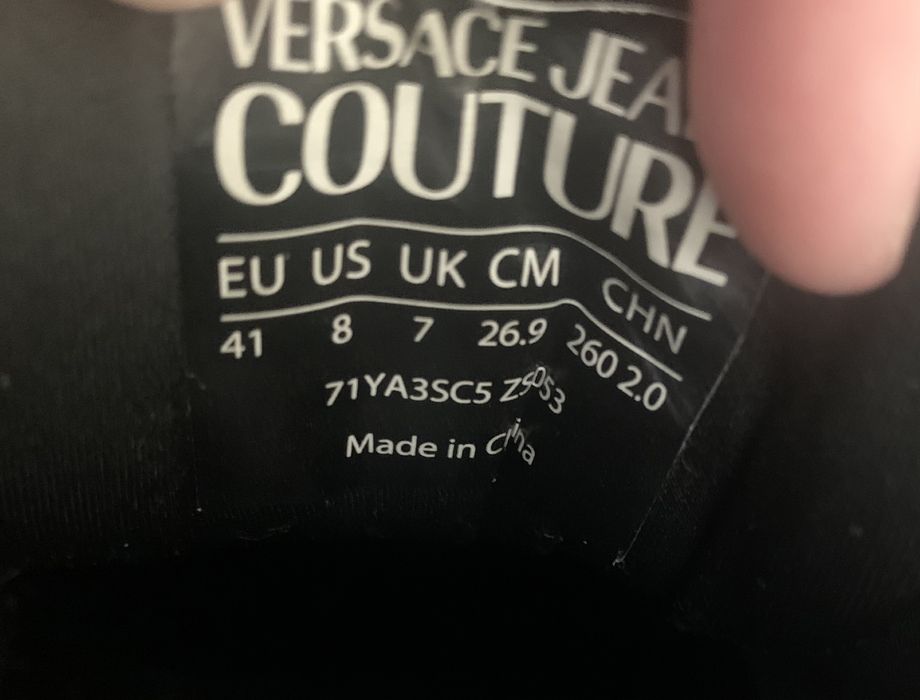 VERSACE JEA
COUTURE
EU US UK CM CHN
41 8 7 26.9 260 2.0
71YA3SC5 ZS053
Made in China